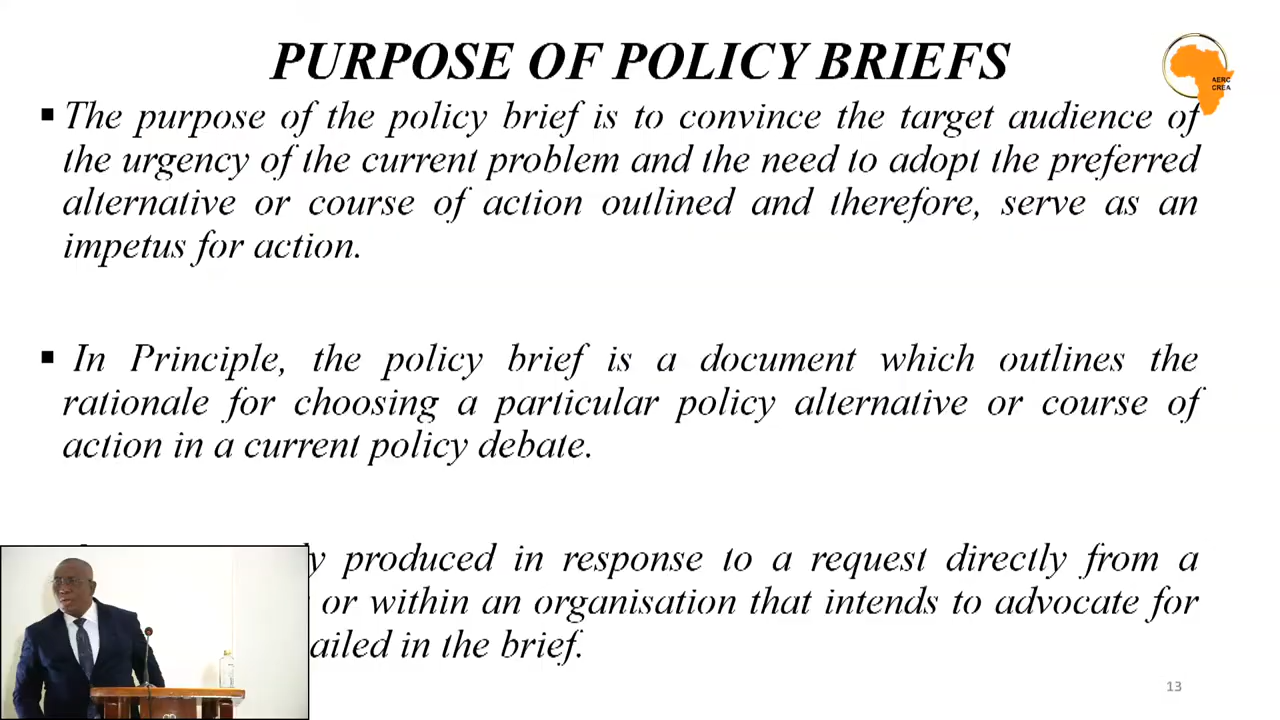 PURPOSE OF POLICY BRIEFS
AERC
CREA
▪ The purpose of the policy brief is to convince the target audience of
the urgency of the current problem and the need to adopt the preferred
alternative or course of action outlined and therefore, serve as an
impetus for action.
▪ In Principle, the policy brief is a document which outlines the
rationale for choosing a particular policy alternative or course of
action in a current policy debate.
produced in response to a request directly from a
or within an organisation that intends to advocate for
in the brief.
13